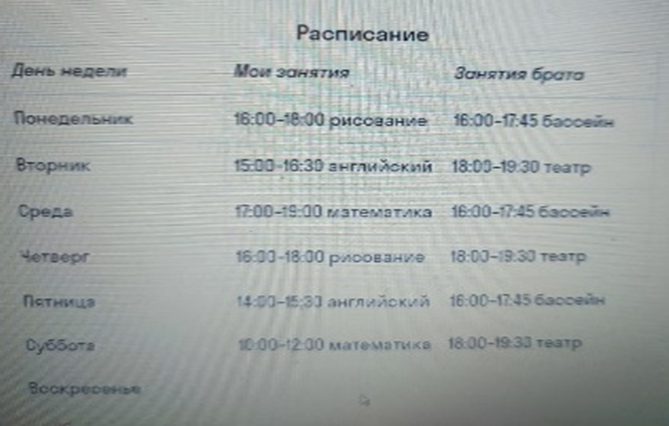 Расписание
День недели Мои занятия Занятия брата
Понедельник 16:00–18:00 рисование 16:00–17:45 бассейн
Вторник 15:00–16:30 английский 18:00–19:30 театр
Среда 17:00–19:00 математика 16:00–17:45 бассейн
Четверг 16:00–18:00 рисование 18:00–19:30 театр
Пятница 14:00–15:30 английский 16:00–17:45 бассейн
Суббота 10:00–12:00 математика 18:00–19:30 театр
Воскресенье